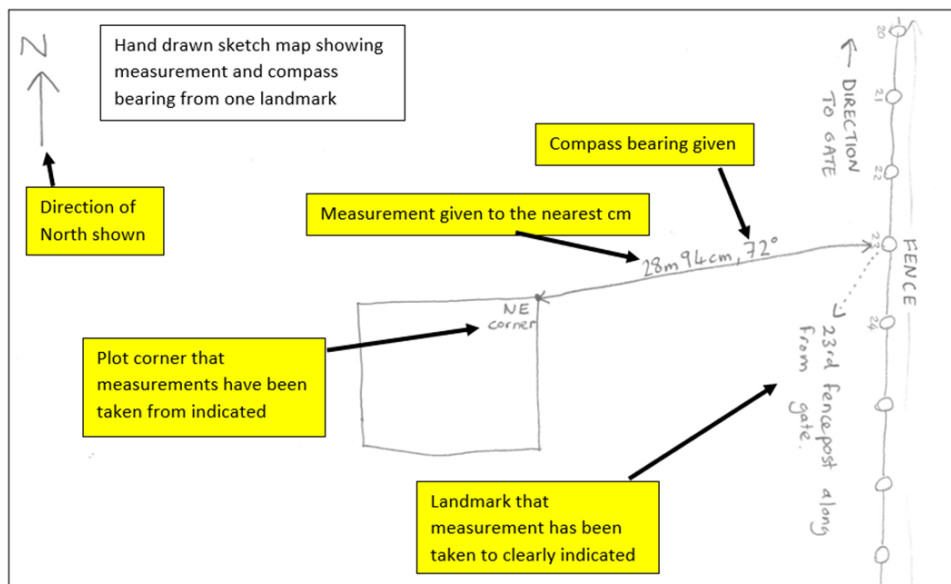 N
Hand drawn sketch map showing
measurement and compass
bearing from one landmark
Direction of
North shown
Compass bearing given
Measurement given to the nearest cm
28m 94cm, 72°
NE
corner
Plot corner that
measurements have been
taken from indicated
Landmark that
measurement has been
taken to clearly indicated
20
21
22
23
24
DIRECTION
TO GATE
FENCE
23rd fencepost along
from gate.